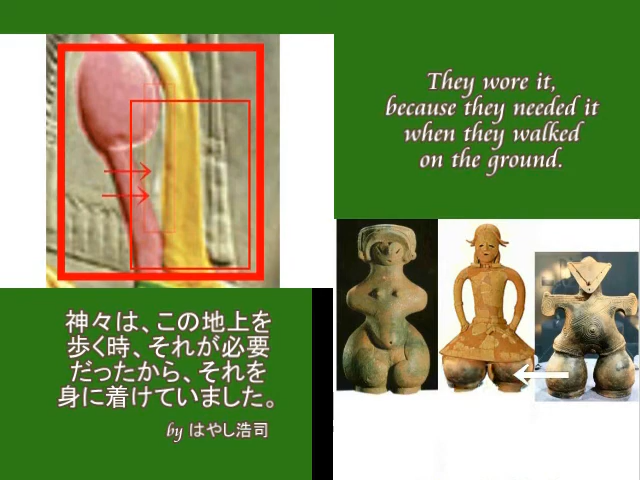 They wore it,
because they needed it
when they walked
on the ground.
神々は、この地上を
歩く時、それが必要
だったから、それを
身に着けていました。
by はやし浩司